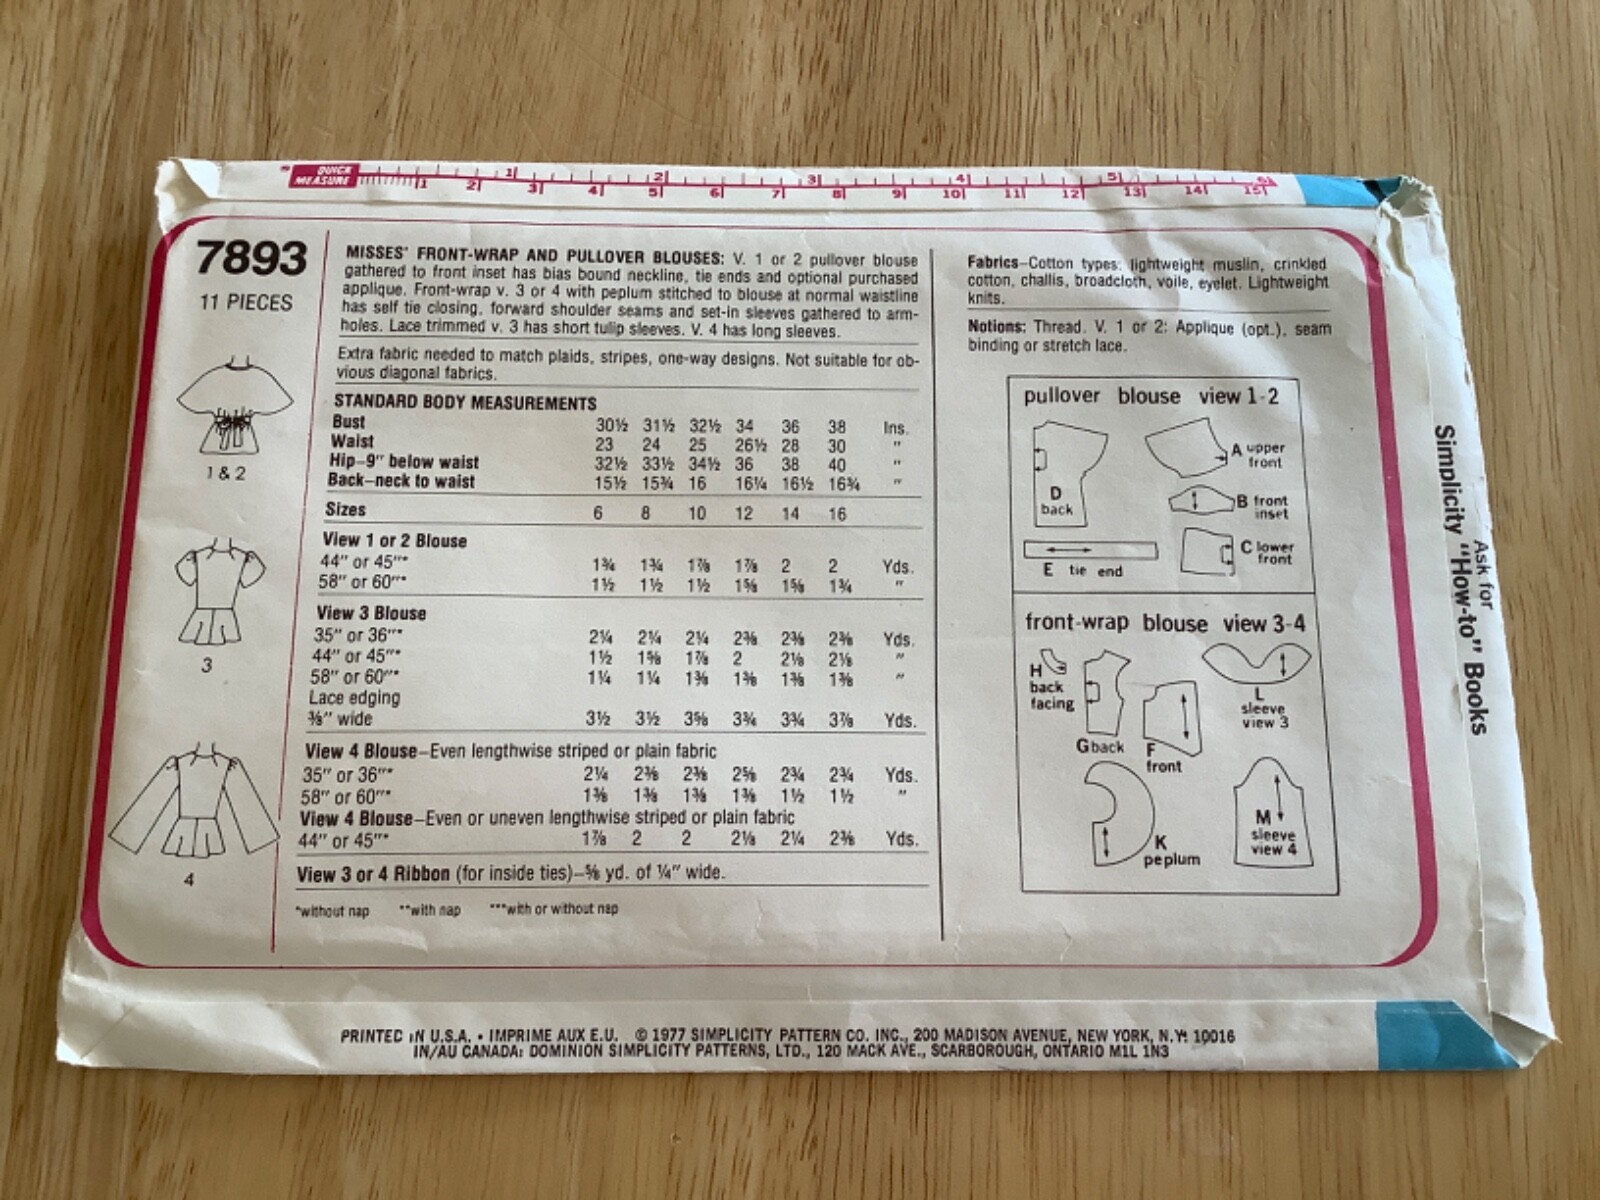 QUICK
MEASURE
1 2 3 4 5 6
1 2 3 4 5 6 7 8 9 10 11 12 13 14 15
7893
11 PIECES
1 & 2
3
4
MISSES' FRONT-WRAP AND PULLOVER BLOUSES: V. 1 or 2 pullover blouse
gathered to front inset has bias bound neckline, tie ends and optional purchased
applique. Front-wrap v. 3 or 4 with peplum stitched to blouse at normal waistline
has self tie closing, forward shoulder seams and set-in sleeves gathered to arm-
holes. Lace trimmed v. 3 has short tulip sleeves. V. 4 has long sleeves.
Extra fabric needed to match plaids, stripes, one-way designs. Not suitable for ob-
vious diagonal fabrics.
STANDARD BODY MEASUREMENTS
Bust 30½ 31½ 32½ 34 36 38 Ins.
Waist 23 24 25 26½ 28 30 "
Hip–9" below waist 32½ 33½ 34½ 36 38 40 "
Back–neck to waist 15½ 15¾ 16 16¼ 16½ 16¾ "
Sizes 6 8 10 12 14 16
View 1 or 2 Blouse
44" or 45"* 1¾ 1¾ 1⅞ 1⅞ 2 2 Yds.
58" or 60"* 1½ 1½ 1½ 1⅝ 1⅝ 1¾ "
View 3 Blouse
35" or 36"* 2¼ 2¼ 2¼ 2⅜ 2⅜ 2⅜ Yds.
44" or 45"* 1½ 1⅝ 1⅞ 2 2⅛ 2⅛ "
58" or 60"* 1¼ 1¼ 1⅜ 1⅜ 1⅜ 1⅜ "
Lace edging
⅜" wide 3½ 3½ 3⅝ 3¾ 3¾ 3⅞ Yds.
View 4 Blouse–Even lengthwise striped or plain fabric
35" or 36"* 2¼ 2⅜ 2⅜ 2⅝ 2¾ 2¾ Yds.
58" or 60"* 1⅜ 1⅜ 1⅜ 1⅜ 1½ 1½ "
View 4 Blouse–Even or uneven lengthwise striped or plain fabric
44" or 45"* 1⅞ 2 2 2⅛ 2¼ 2⅜ Yds.
View 3 or 4 Ribbon (for inside ties)–⅝ yd. of ¼" wide.
*without nap **with nap ***with or without nap
Fabrics–Cotton types: lightweight muslin, crinkled
cotton, challis, broadcloth, voile, eyelet. Lightweight
knits.
Notions: Thread. V. 1 or 2: Applique (opt.), seam
binding or stretch lace.
pullover blouse view 1-2
D
back
A upper
front
B front
inset
C lower
front
E tie end
front-wrap blouse view 3-4
H
back
facing
G back
F
front
L
sleeve
view 3
K
peplum
M
sleeve
view 4
Ask for
Simplicity "How-to" Books
PRINTED IN U.S.A. • IMPRIME AUX E.U. © 1977 SIMPLICITY PATTERN CO. INC., 200 MADISON AVENUE, NEW YORK, N.Y. 10016
IN/AU CANADA: DOMINION SIMPLICITY PATTERNS, LTD., 120 MACK AVE., SCARBOROUGH, ONTARIO M1L 1N3